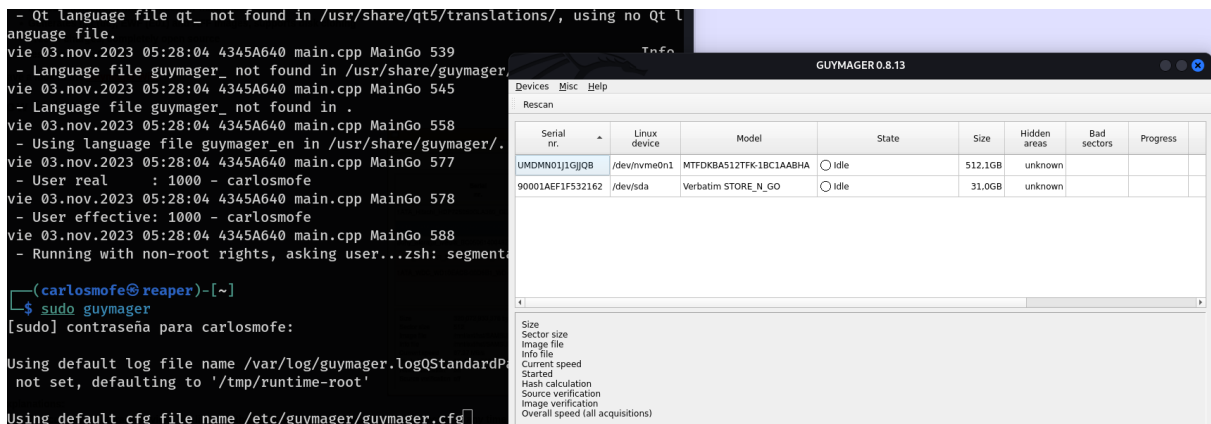 - Qt language file qt_ not found in /usr/share/qt5/translations/, using no Qt l
anguage file.
vie 03.nov.2023 05:28:04 4345A640 main.cpp MainGo 539 Info
- Language file guymager_ not found in /usr/share/guymager/
vie 03.nov.2023 05:28:04 4345A640 main.cpp MainGo 545
- Language file guymager_ not found in .
vie 03.nov.2023 05:28:04 4345A640 main.cpp MainGo 558
- Using language file guymager_en in /usr/share/guymager/.
vie 03.nov.2023 05:28:04 4345A640 main.cpp MainGo 577
- User real : 1000 - carlosmofe
vie 03.nov.2023 05:28:04 4345A640 main.cpp MainGo 578
- User effective: 1000 - carlosmofe
vie 03.nov.2023 05:28:04 4345A640 main.cpp MainGo 588
- Running with non-root rights, asking user...zsh: segmenta
(carlosmofe㉿reaper)-[~]
$ sudo guymager
[sudo] contraseña para carlosmofe:
Using default log file name /var/log/guymager.logQStandardPa
not set, defaulting to '/tmp/runtime-root'
Using default cfg file name /etc/guymager/guymager.cfg
GUYMAGER 0.8.13
Devices Misc Help
Rescan
Serial nr. Linux device Model State Size Hidden areas Bad sectors Progress
UMDMN01J1GJJQB /dev/nvme0n1 MTFDKBA512TFK-1BC1AABHA Idle 512,1GB unknown
90001AEF1F532162 /dev/sda Verbatim STORE_N_GO Idle 31,0GB unknown
Size
Sector size
Image file
Info file
Current speed
Started
Hash calculation
Source verification
Image verification
Overall speed (all acquisitions)